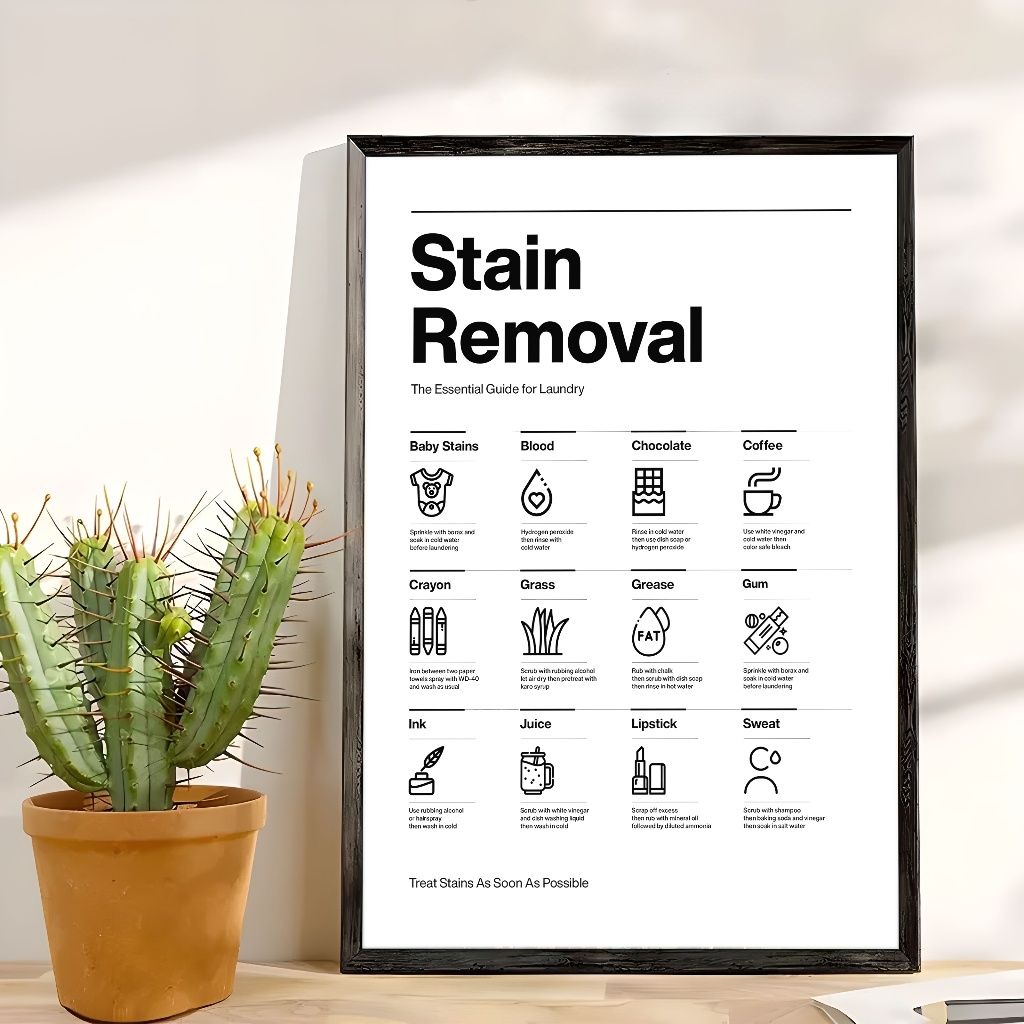 Stain
Removal
The Essential Guide for Laundry
Baby Stains
Sprinkle with borax and
soak in cold water
before laundering
Blood
Hydrogen peroxide
then rinse with
cold water
Chocolate
Rinse in cold water
then use dish soap or
hydrogen peroxide
Coffee
Use white vinegar and
cold water then
color safe bleach
Crayon
Iron between two paper
towels spray with WD-40
and wash as usual
Grass
Scrub with rubbing alcohol
let air dry then pretreat with
karo syrup
Grease
FAT
Rub with chalk
then scrub with dish soap
then rinse in hot water
Gum
Sprinkle with borax and
soak in cold water
before laundering
Ink
Use rubbing alcohol
or hairspray
then wash in cold
Juice
Scrub with white vinegar
and dish washing liquid
then wash in cold
Lipstick
Scrap off excess
then rub with mineral oil
followed by diluted ammonia
Sweat
Scrub with shampoo
then baking soda and vinegar
then soak in salt water
Treat Stains As Soon As Possible